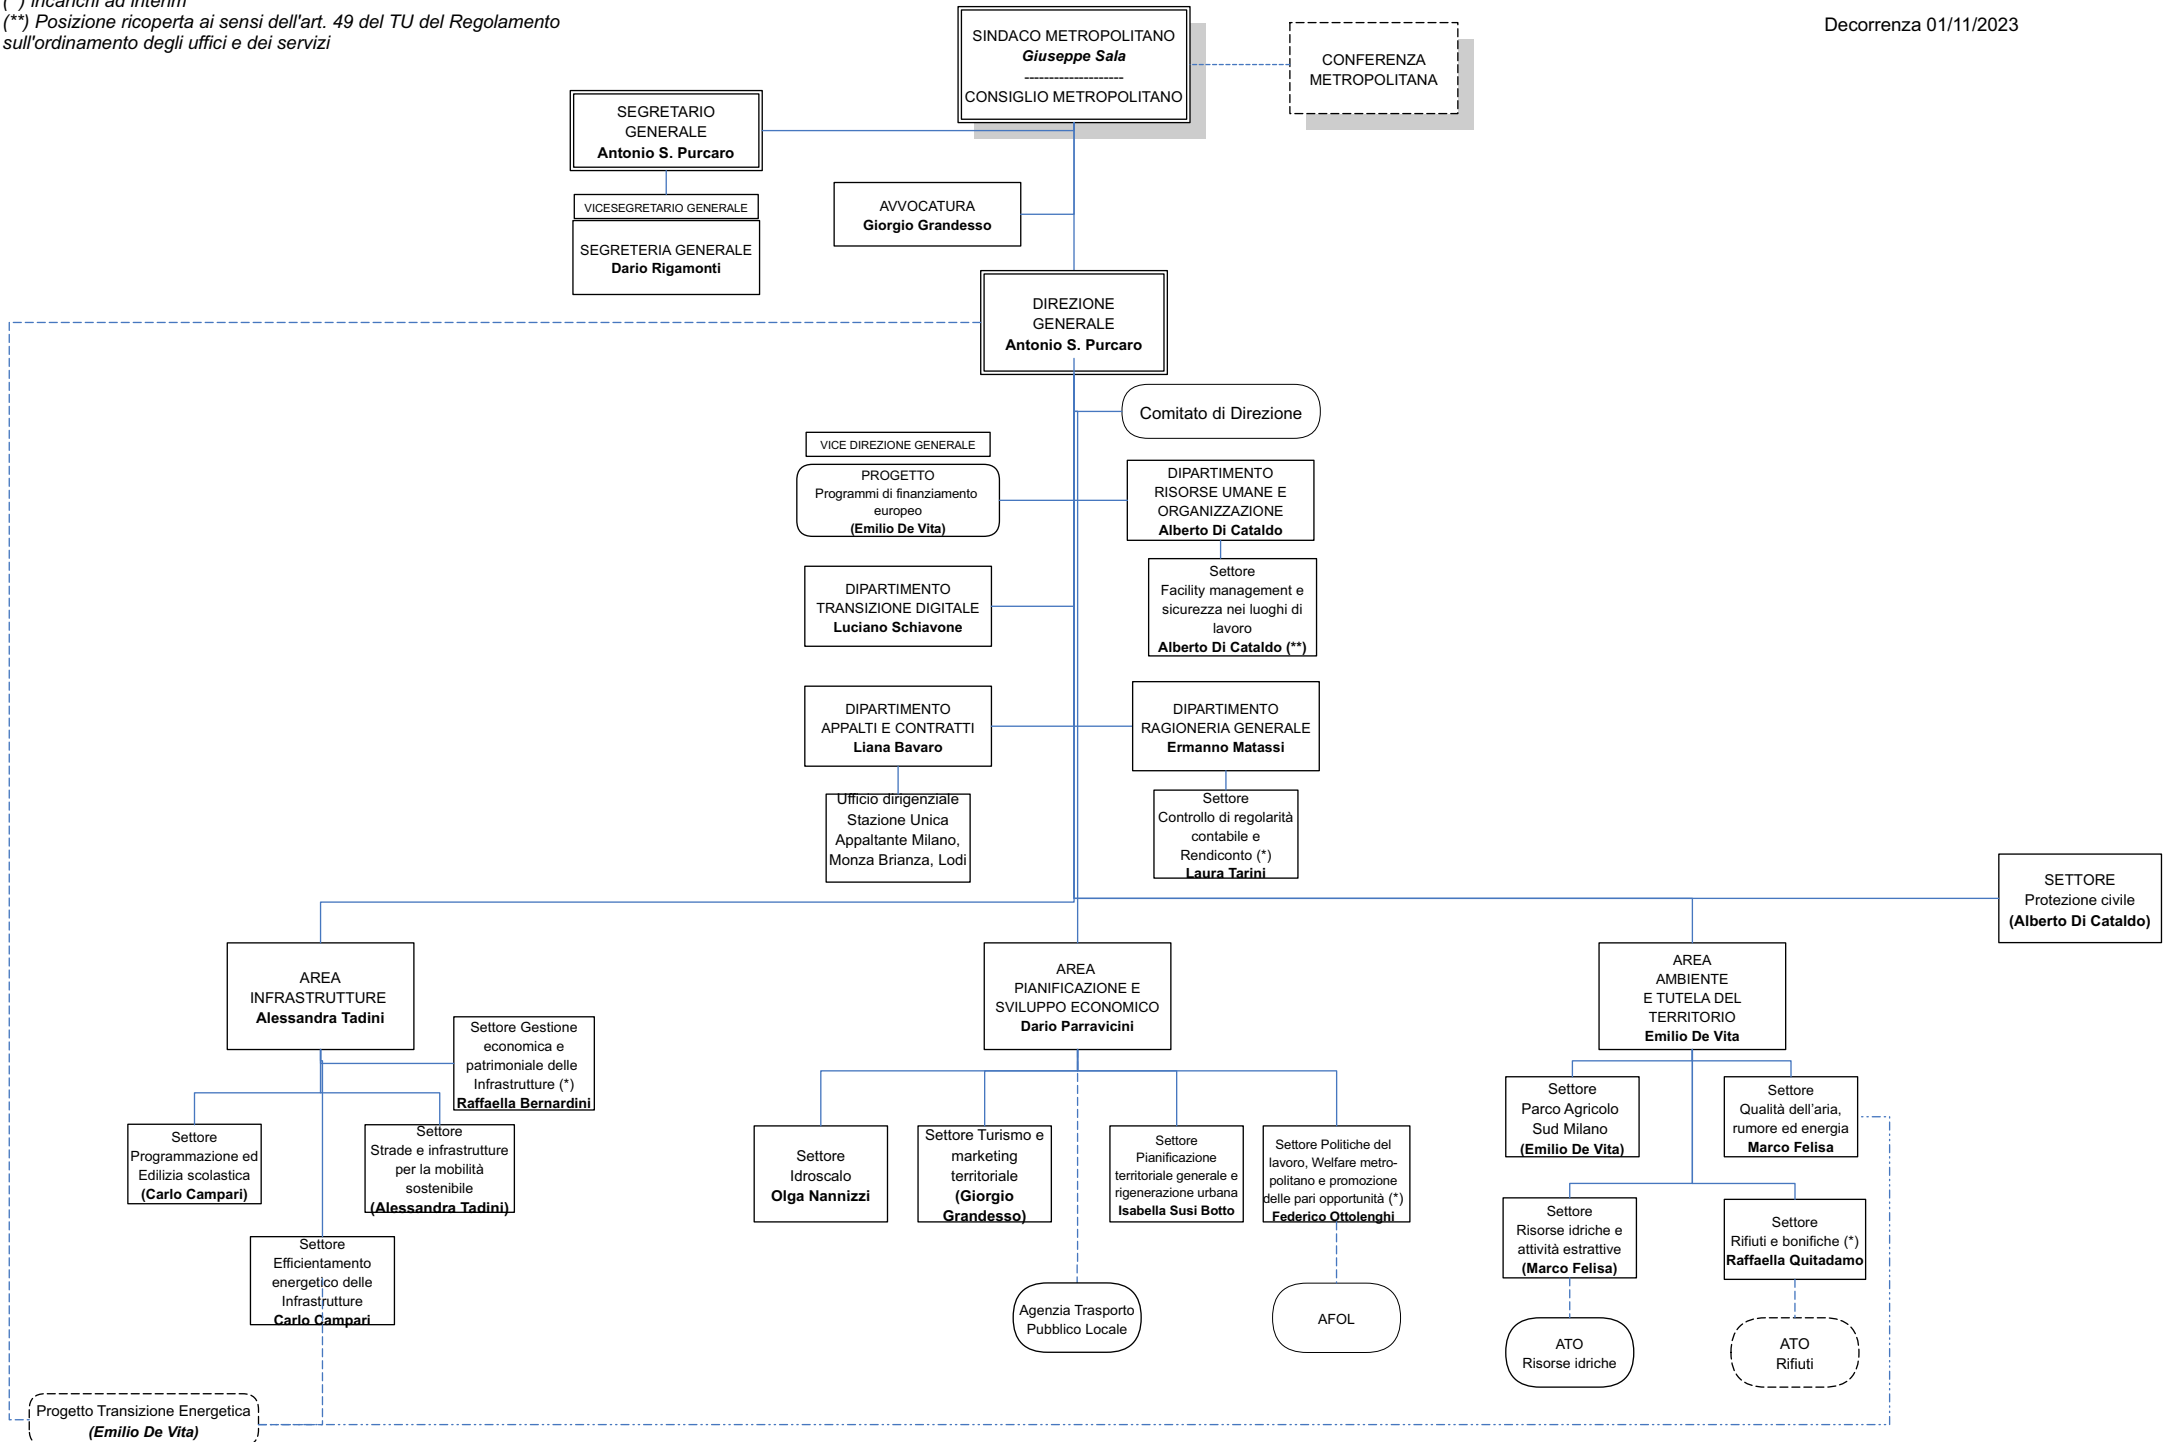 (*) Incarichi ad interim
(**) Posizione ricoperta ai sensi dell'art. 49 del TU del Regolamento
sull'ordinamento degli uffici e dei servizi
Decorrenza 01/11/2023
SINDACO METROPOLITANO
Giuseppe Sala
--------------------
CONSIGLIO METROPOLITANO
CONFERENZA
METROPOLITANA
SEGRETARIO
GENERALE
Antonio S. Purcaro
VICESEGRETARIO GENERALE
SEGRETERIA GENERALE
Dario Rigamonti
AVVOCATURA
Giorgio Grandesso
DIREZIONE
GENERALE
Antonio S. Purcaro
Comitato di Direzione
VICE DIREZIONE GENERALE
PROGETTO
Programmi di finanziamento
europeo
(Emilio De Vita)
DIPARTIMENTO
RISORSE UMANE E
ORGANIZZAZIONE
Alberto Di Cataldo
Settore
Facility management e
sicurezza nei luoghi di
lavoro
Alberto Di Cataldo (**)
DIPARTIMENTO
TRANSIZIONE DIGITALE
Luciano Schiavone
DIPARTIMENTO
APPALTI E CONTRATTI
Liana Bavaro
Ufficio dirigenziale
Stazione Unica
Appaltante Milano,
Monza Brianza, Lodi
DIPARTIMENTO
RAGIONERIA GENERALE
Ermanno Matassi
Settore
Controllo di regolarità
contabile e
Rendiconto (*)
Laura Tarini
SETTORE
Protezione civile
(Alberto Di Cataldo)
AREA
INFRASTRUTTURE
Alessandra Tadini
Settore Gestione
economica e
patrimoniale delle
Infrastrutture (*)
Raffaella Bernardini
Settore
Programmazione ed
Edilizia scolastica
(Carlo Campari)
Settore
Strade e infrastrutture
per la mobilità
sostenibile
(Alessandra Tadini)
Settore
Efficientamento
energetico delle
Infrastrutture
Carlo Campari
AREA
PIANIFICAZIONE E
SVILUPPO ECONOMICO
Dario Parravicini
Settore
Idroscalo
Olga Nannizzi
Settore Turismo e
marketing
territoriale
(Giorgio
Grandesso)
Settore
Pianificazione
territoriale generale e
rigenerazione urbana
Isabella Susi Botto
Settore Politiche del
lavoro, Welfare metro-
politano e promozione
delle pari opportunità (*)
Federico Ottolenghi
Agenzia Trasporto
Pubblico Locale
AFOL
AREA
AMBIENTE
E TUTELA DEL
TERRITORIO
Emilio De Vita
Settore
Parco Agricolo
Sud Milano
(Emilio De Vita)
Settore
Qualità dell’aria,
rumore ed energia
Marco Felisa
Settore
Risorse idriche e
attività estrattive
(Marco Felisa)
Settore
Rifiuti e bonifiche (*)
Raffaella Quitadamo
ATO
Risorse idriche
ATO
Rifiuti
Progetto Transizione Energetica
(Emilio De Vita)